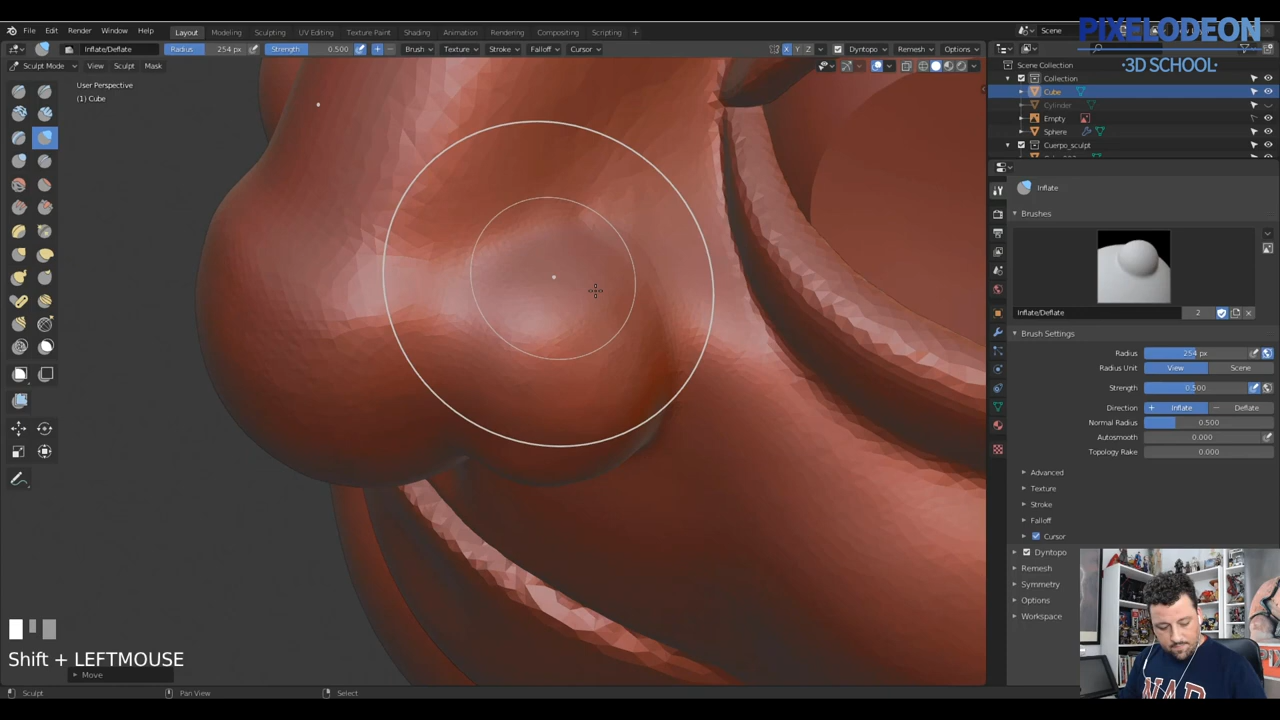 File Edit Render Window Help
Layout Modeling Sculpting UV Editing Texture Paint Shading Animation Rendering Compositing Scripting +
Scene
PIXELODEON
·3D SCHOOL·
Inflate/Deflate Radius 254 px Strength 0.500 + Brush Texture Stroke Falloff Cursor X Y Z Dyntopo Remesh Options
Sculpt Mode View Sculpt Mask
User Perspective
(1) Cube
Scene Collection
Collection
Cube
Cylinder
Empty
Sphere
Cuerpo_sculpt
Inflate
Brushes
Inflate/Deflate 2
Brush Settings
Radius 254 px
Radius Unit View Scene
Strength 0.500
Direction + Inflate − Deflate
Normal Radius 0.500
Autosmooth 0.000
Topology Rake 0.000
Advanced
Texture
Stroke
Falloff
Cursor
Dyntopo
Remesh
Symmetry
Options
Workspace
Shift + LEFTMOUSE
Move
Sculpt Pan View Select